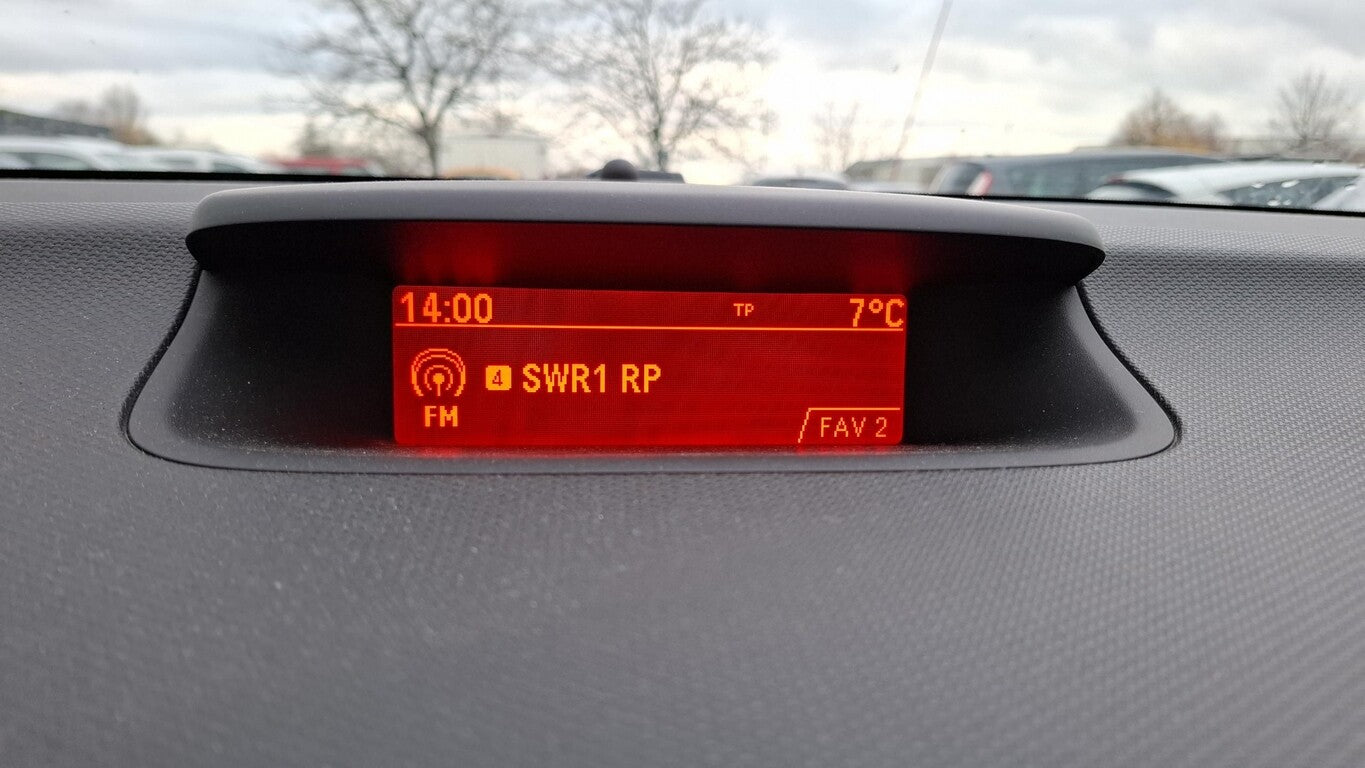 14:00 TP 7°C
4 SWR1 RP
FM
FAV 2